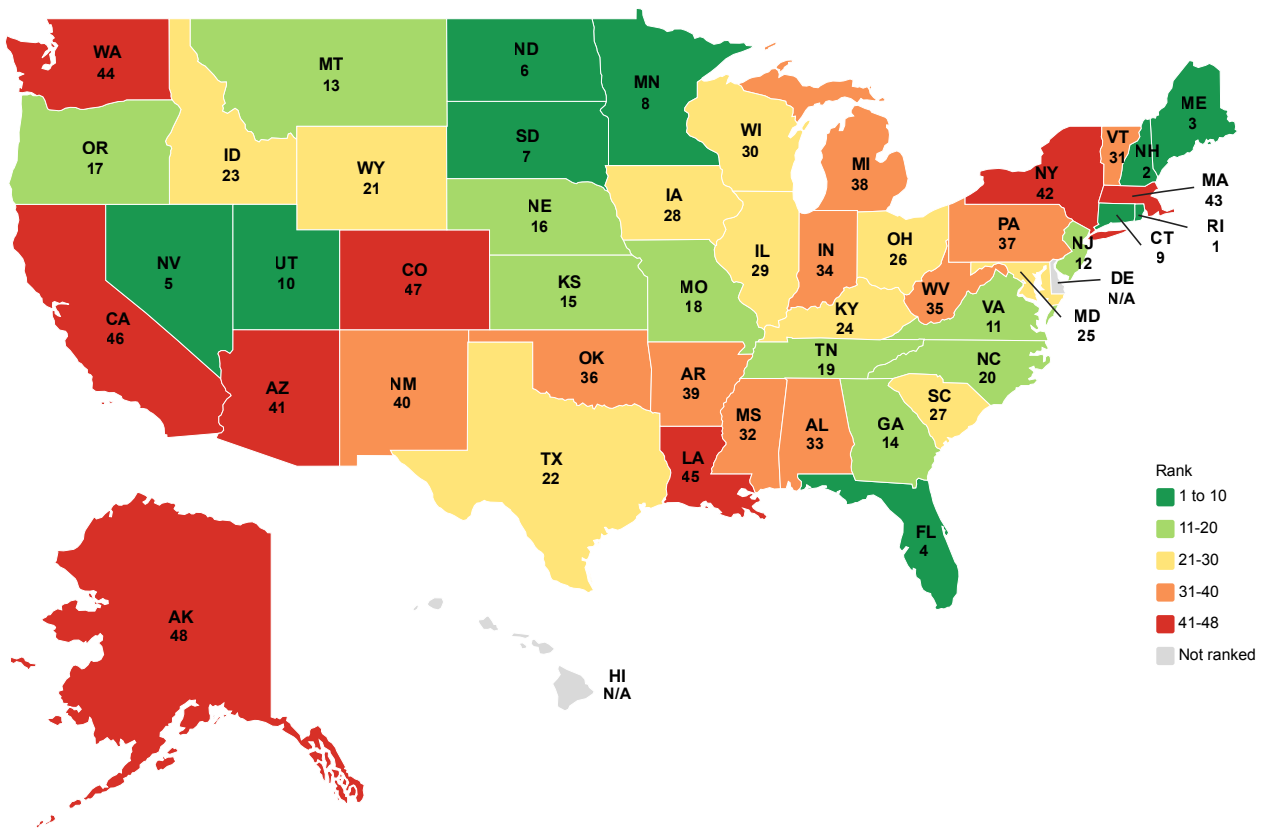 WA
44
MT
13
ND
6
MN
8
OR
17
ID
23
WY
21
SD
7
WI
30
MI
38
NY
42
VT
31
NH
2
ME
3
MA
43
RI
1
CT
9
NV
5
UT
10
CO
47
NE
16
IA
28
IL
29
IN
34
OH
26
PA
37
NJ
12
DE
N/A
MD
25
CA
46
KS
15
MO
18
KY
24
WV
35
VA
11
AZ
41
NM
40
OK
36
AR
39
TN
19
NC
20
SC
27
MS
32
AL
33
GA
14
TX
22
LA
45
FL
4
AK
48
HI
N/A
Rank
1 to 10
11-20
21-30
31-40
41-48
Not ranked